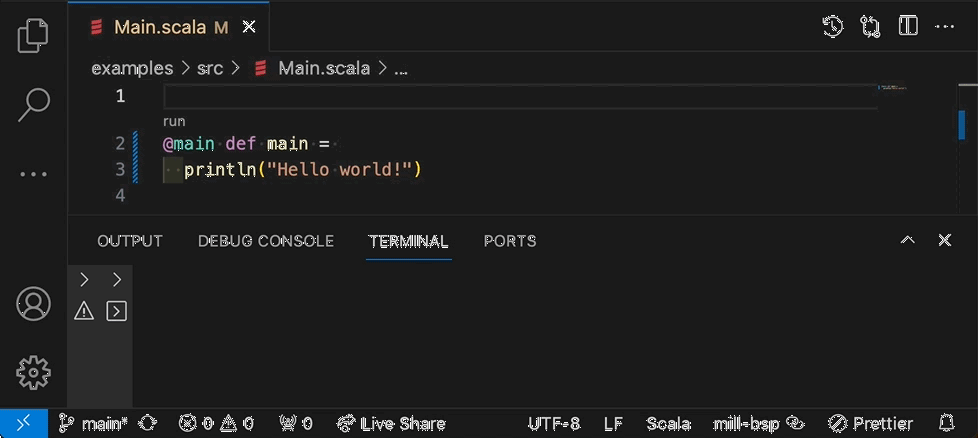 Main.scala M
examples > src > Main.scala > ...
1
run
2 @main def main =
3 println("Hello world!")
4
OUTPUT DEBUG CONSOLE TERMINAL PORTS
main* 0 0 0 Live Share UTF-8 LF Scala mill-bsp Prettier